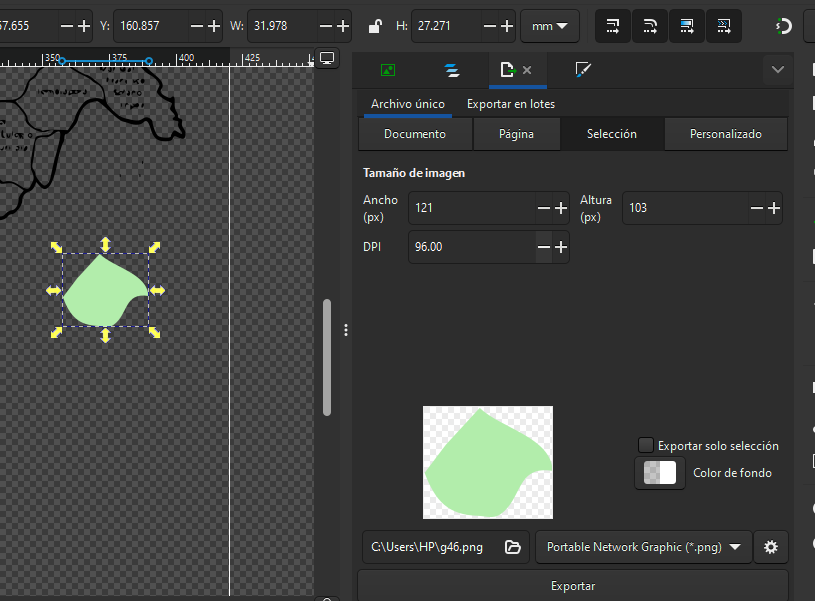 57.655 Y: 160.857 W: 31.978 H: 27.271 mm
350 375 400 425
Archivo único Exportar en lotes
Documento Página Selección Personalizado
Tamaño de imagen
Ancho (px) 121 Altura (px) 103
DPI 96.00
Exportar solo selección
Color de fondo
C:\Users\HP\g46.png Portable Network Graphic (*.png)
Exportar